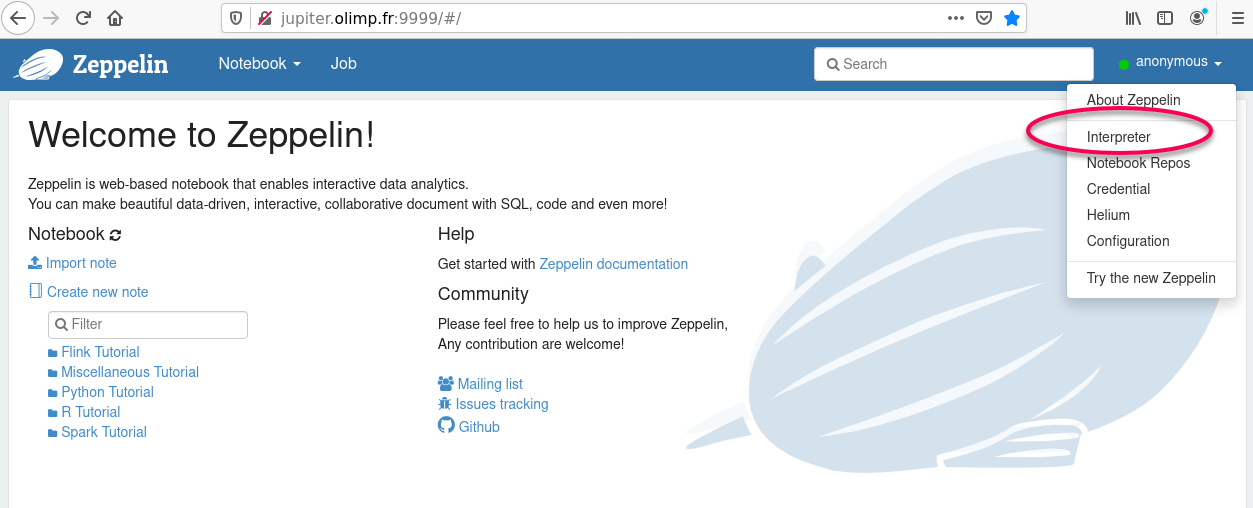 jupiter.olimp.fr:9999/#/
Zeppelin
Notebook
Job
Search
anonymous
About Zeppelin
Interpreter
Notebook Repos
Credential
Helium
Configuration
Try the new Zeppelin
Welcome to Zeppelin!
Zeppelin is web-based notebook that enables interactive data analytics.
You can make beautiful data-driven, interactive, collaborative document with SQL, code and even more!
Notebook
Import note
Create new note
Filter
Flink Tutorial
Miscellaneous Tutorial
Python Tutorial
R Tutorial
Spark Tutorial
Help
Get started with Zeppelin documentation
Community
Please feel free to help us to improve Zeppelin,
Any contribution are welcome!
Mailing list
Issues tracking
Github